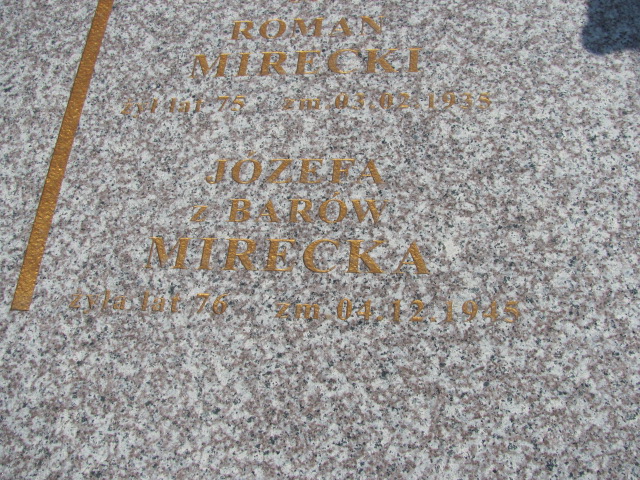 ROMAN
MIRECKI
żył lat 75 zm. 03.02.1935
JÓZEFA
z BARÓW
MIRECKA
żyła lat 76 zm. 04.12.1945